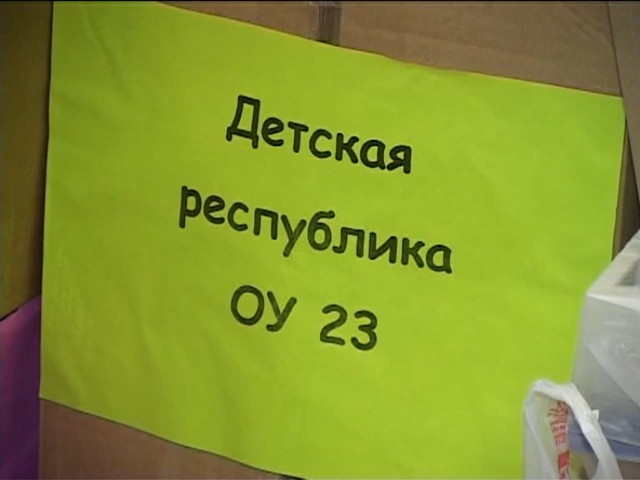 Детская
республика
ОУ 23